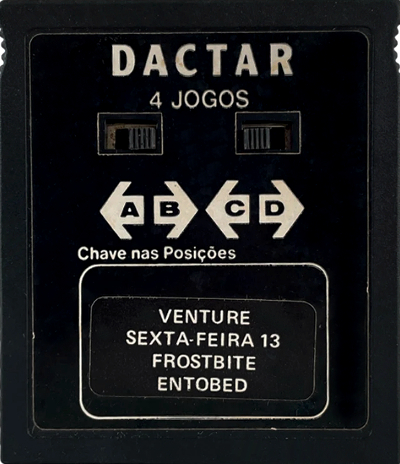 DACTAR
4 JOGOS
A B C D
Chave nas Posições
VENTURE
SEXTA-FEIRA 13
FROSTBITE
ENTOBED